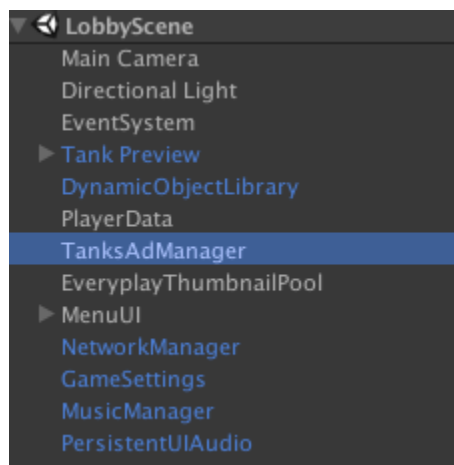 LobbyScene
Main Camera
Directional Light
EventSystem
Tank Preview
DynamicObjectLibrary
PlayerData
TanksAdManager
EveryplayThumbnailPool
MenuUI
NetworkManager
GameSettings
MusicManager
PersistentUIAudio